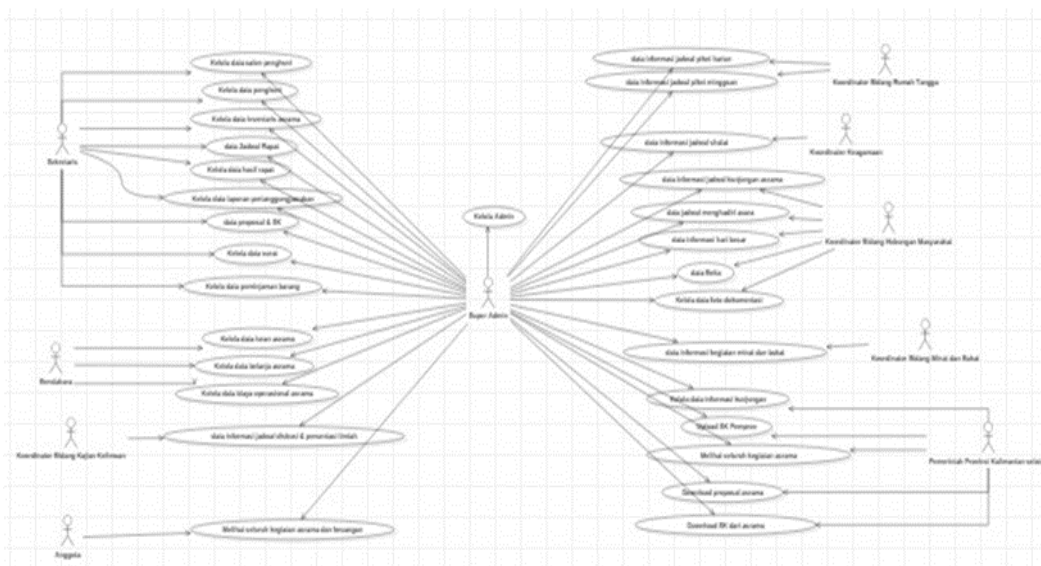 Kelola data calon penghuni
Kelola data penghuni
Kelola data Inventaris asrama
data Jadwal Rapat
Kelola data hasil rapat
Kelola data laporan pertanggungjawaban
data proposal & SK
Kelola data surat
Kelola data peminjaman barang
Sekretaris
Kelola data iuran asrama
Kelola data belanja asrama
Kelola data biaya operasional asrama
Bendahara
data informasi jadwal diskusi & presentasi ilmiah
Koordinator Bidang Kajian Keilmuan
Melihat seluruh kegiatan asrama dan keuangan
Anggota
Kelola Admin
Super Admin
data informasi jadwal piket harian
data informasi jadwal piket mingguan
Koordinator Bidang Rumah Tangga
data informasi jadwal shalat
Koordinator Keagamaan
data informasi jadwal kunjungan asrama
data jadwal menghadiri acara
data informasi hari besar
data Berita
Kelola data foto dokumentasi
Koordinator Bidang Hubungan Masyarakat
data informasi kegiatan minat dan bakat
Koordinator Bidang Minat dan Bakat
Kelola data informasi kunjungan
Upload SK Pemprov
Melihat seluruh kegiatan asrama
Download proposal asrama
Download SK dari asrama
Pemerintah Provinsi Kalimantan selat